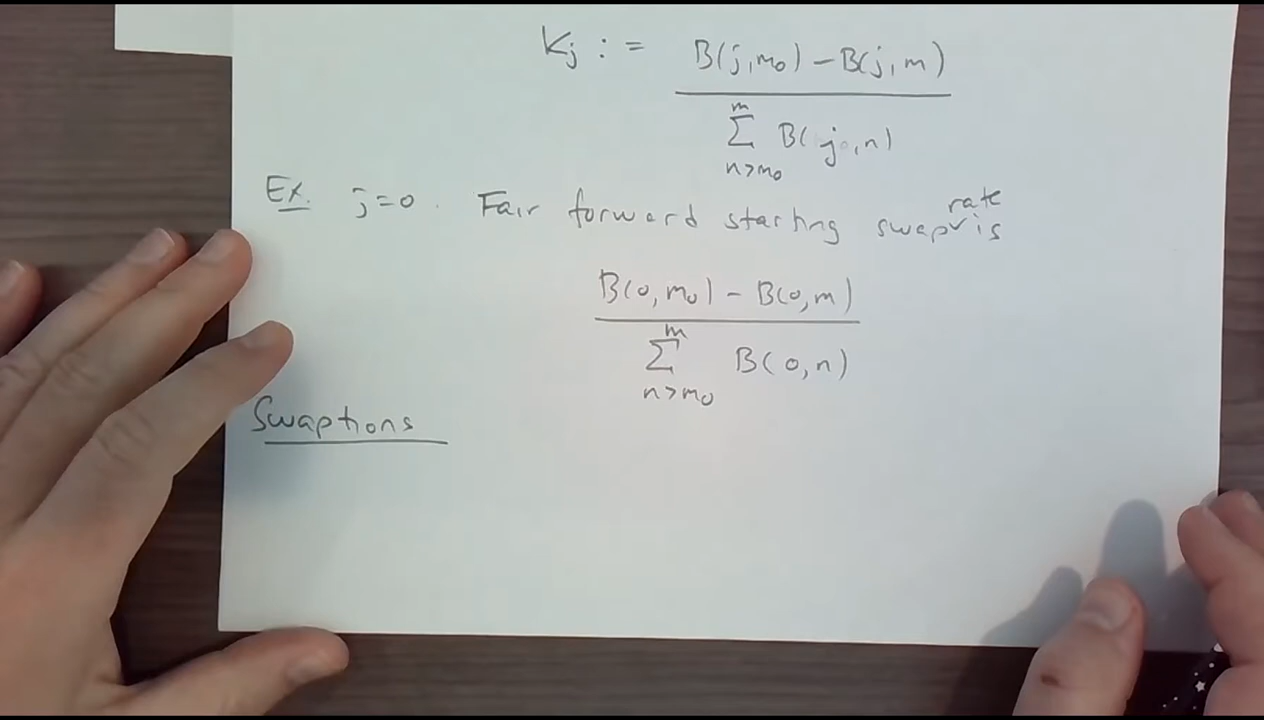 Kj := B(j,m₀) - B(j,m)
m
∑ B(j,n)
n>m₀
Ex. j=0. Fair forward starting swap rate is
B(0,m₀) - B(0,m)
m
∑ B(0,n)
n>m₀
Swaptions